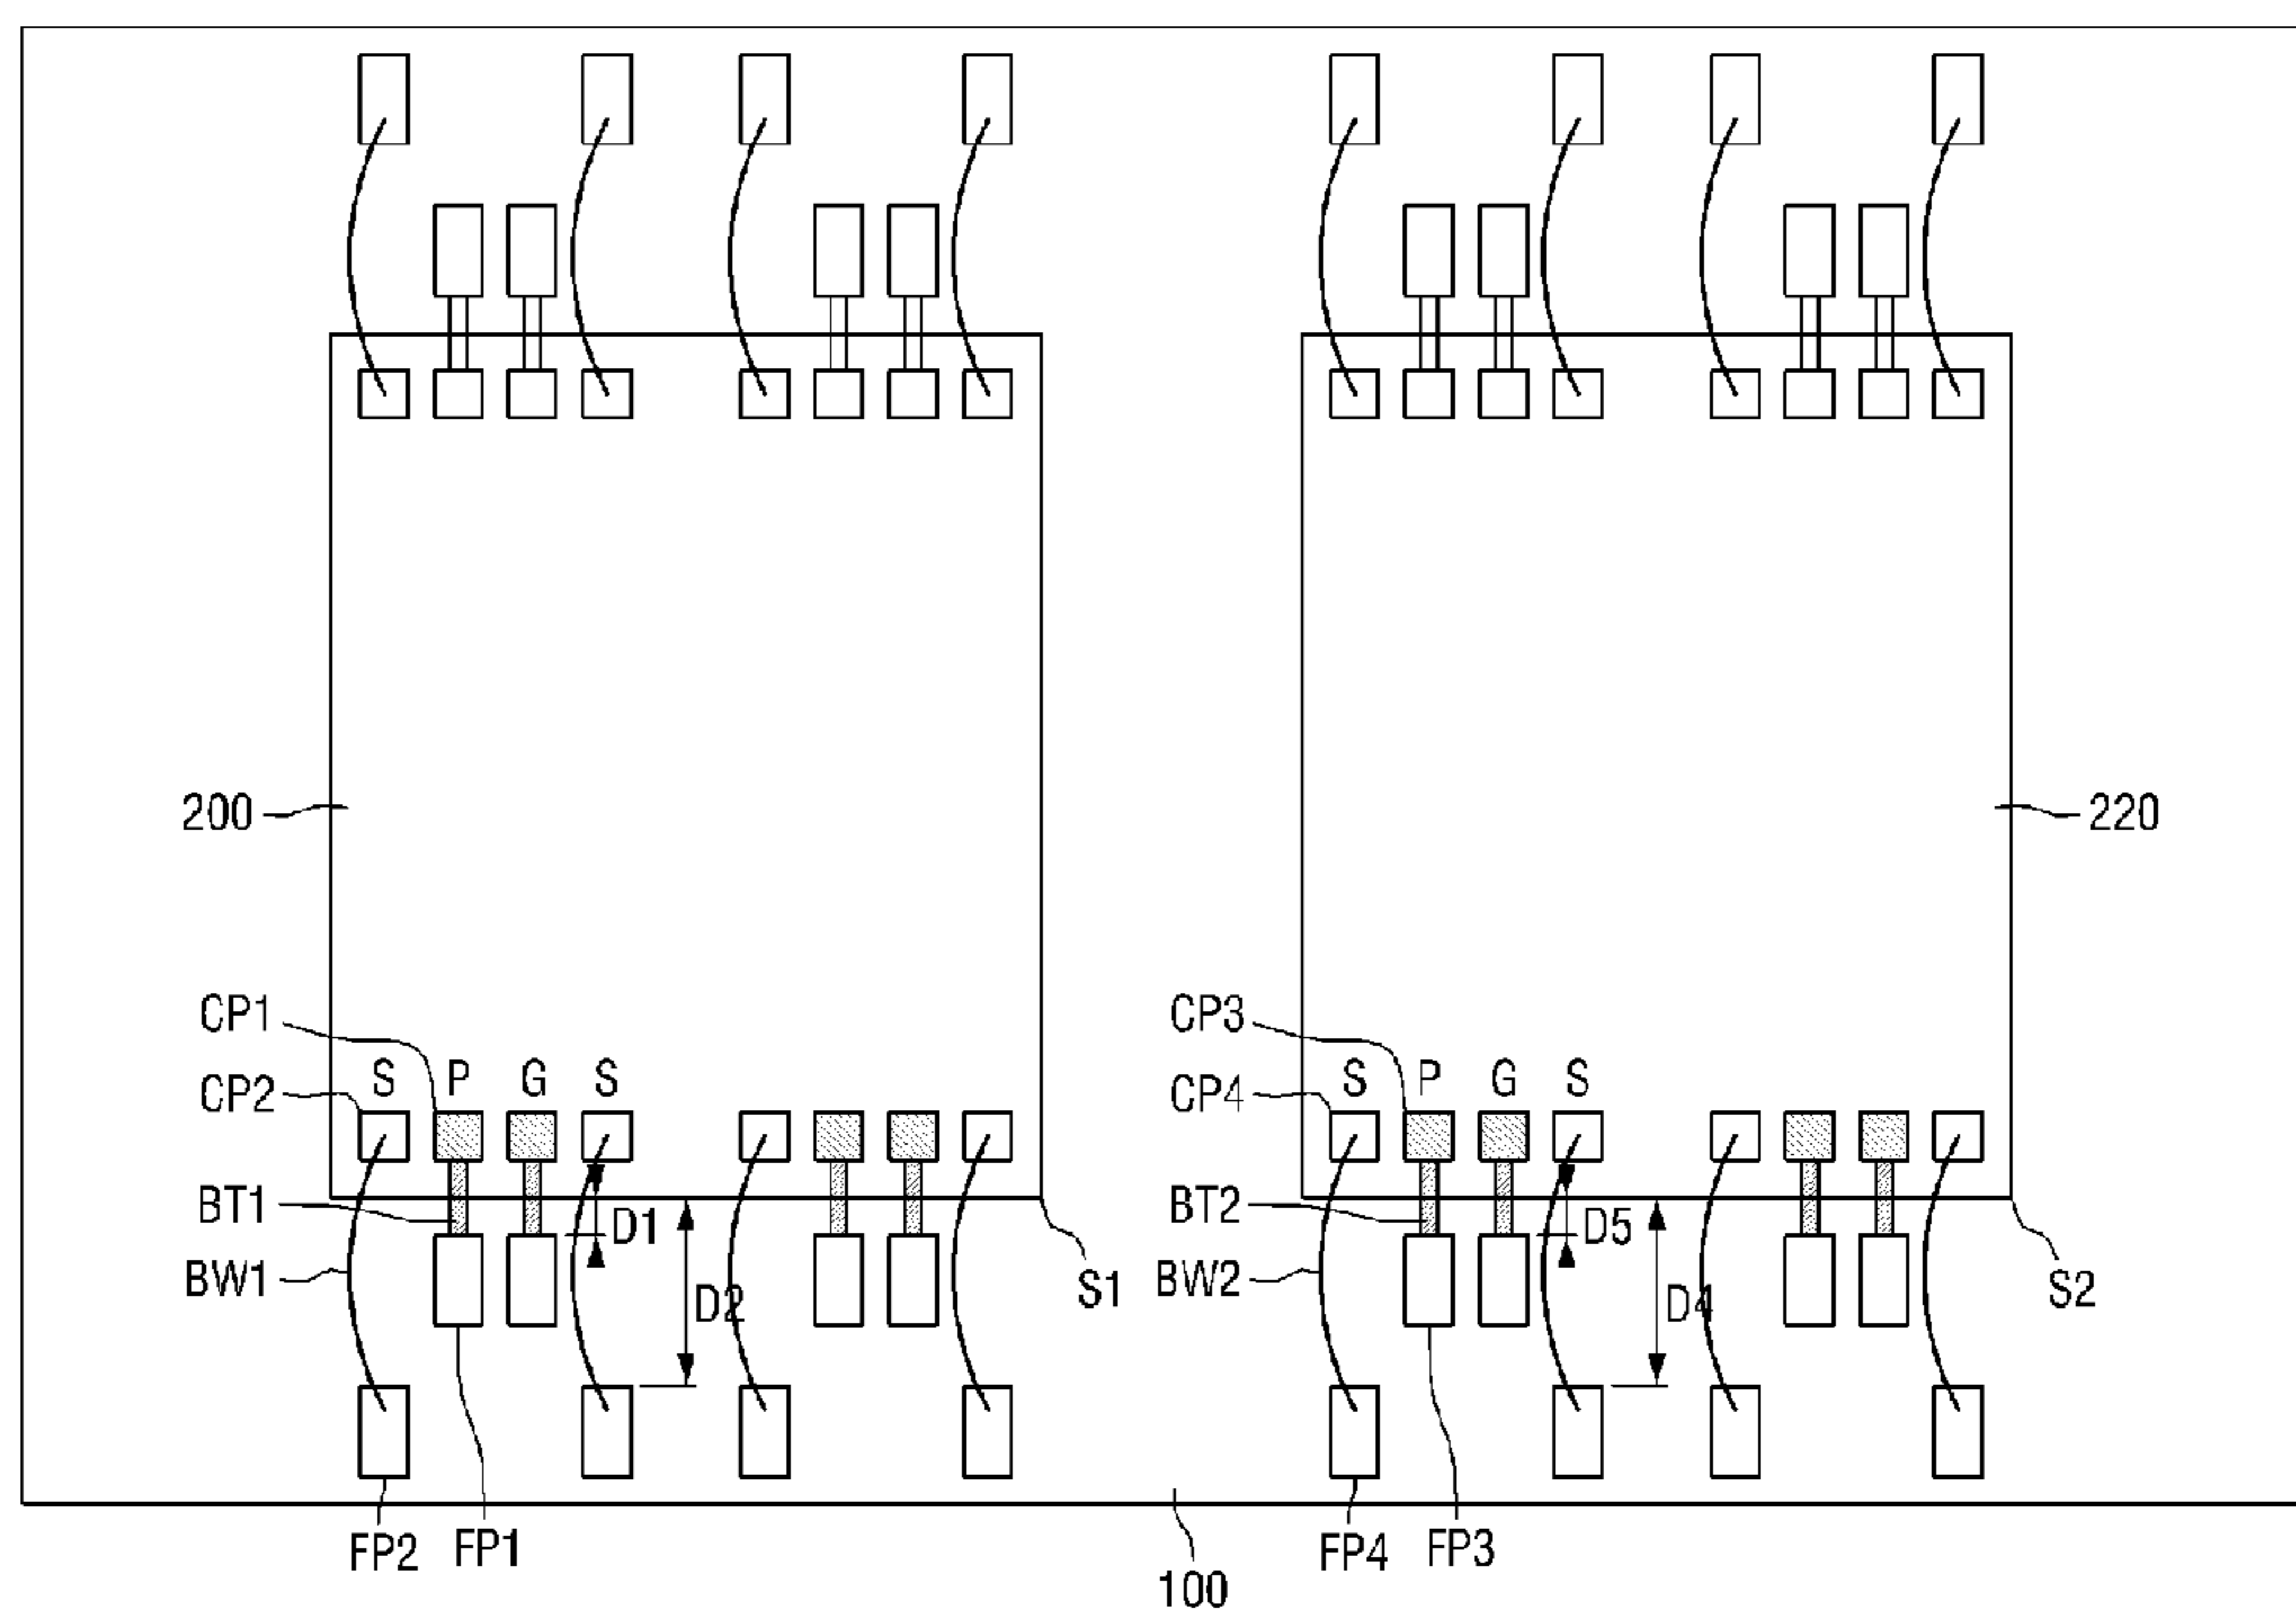 200
220
CP1
CP3
S P G S
S P G S
CP2
CP4
BT1
D1
BT2
D5
BW1
D2
S1
BW2
D4
S2
FP2
FP1
FP4
FP3
100